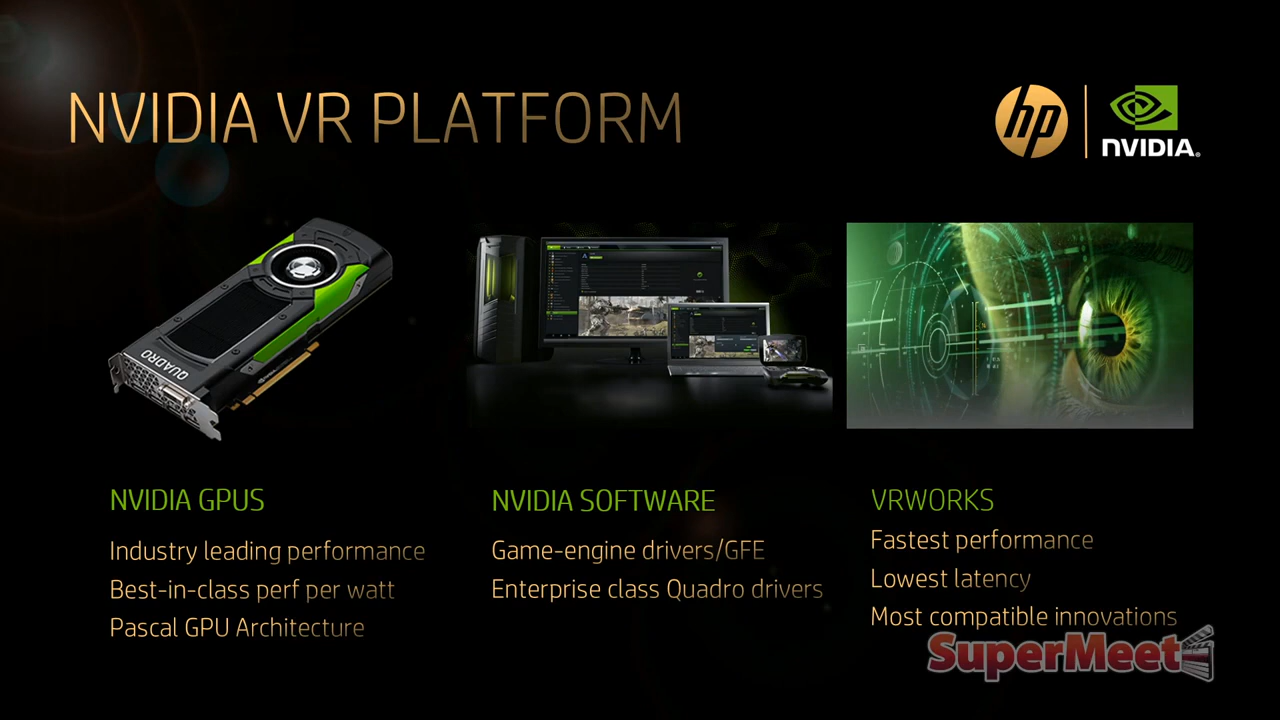 NVIDIA VR PLATFORM
hp
NVIDIA®
QUADRO
NVIDIA GPUS
Industry leading performance
Best-in-class perf per watt
Pascal GPU Architecture
NVIDIA SOFTWARE
Game-engine drivers/GFE
Enterprise class Quadro drivers
VRWORKS
Fastest performance
Lowest latency
Most compatible innovations
SuperMeet